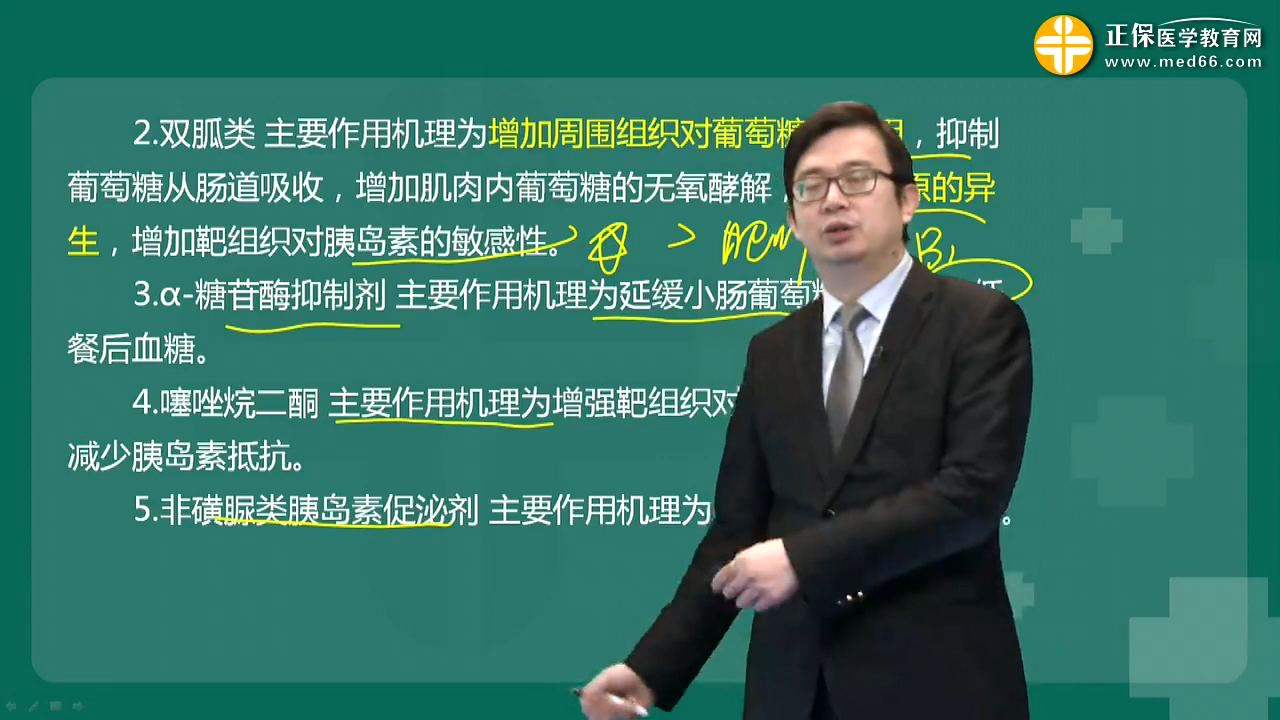 正保医学教育网
www.med66.com
2.双胍类 主要作用机理为增加周围组织对葡萄糖 ，抑制
葡萄糖从肠道吸收，增加肌肉内葡萄糖的无氧酵解 原的异
生，增加靶组织对胰岛素的敏感性。
3.α-糖苷酶抑制剂 主要作用机理为延缓小肠葡萄 低
餐后血糖。
4.噻唑烷二酮 主要作用机理为增强靶组织对
减少胰岛素抵抗。
5.非磺脲类胰岛素促泌剂 主要作用机理为 。